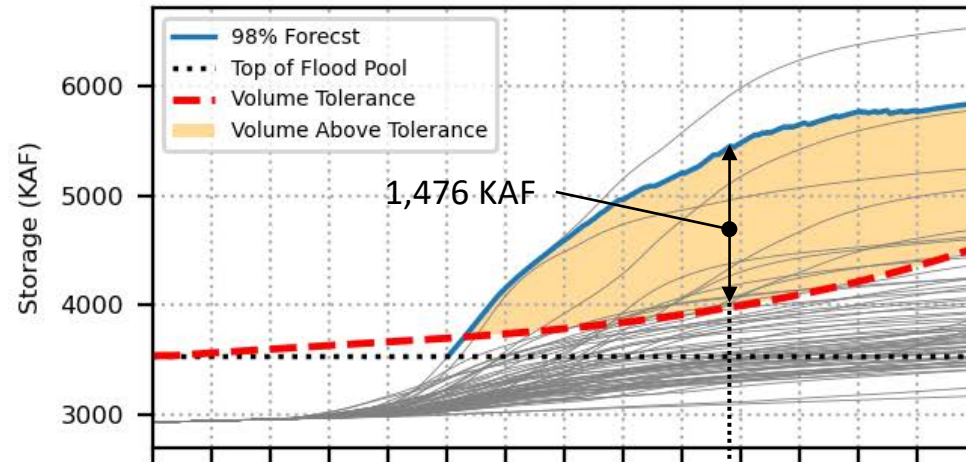 98% Forecst
Top of Flood Pool
Volume Tolerance
Volume Above Tolerance
6000
5000
4000
3000
Storage (KAF)
1,476 KAF